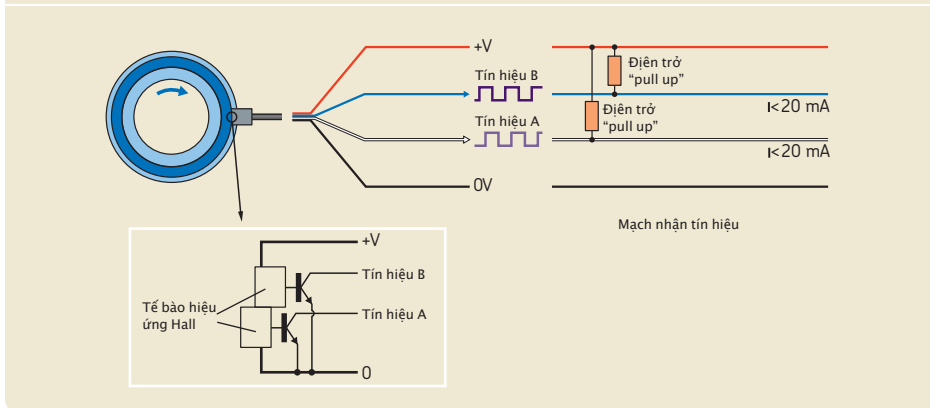 +V
Tín hiệu B
Điện trở
“pull up”
I<20 mA
Tín hiệu A
Điện trở
“pull up”
I<20 mA
0V
Mạch nhận tín hiệu
+V
Tín hiệu B
Tế bào hiệu
ứng Hall
Tín hiệu A
0